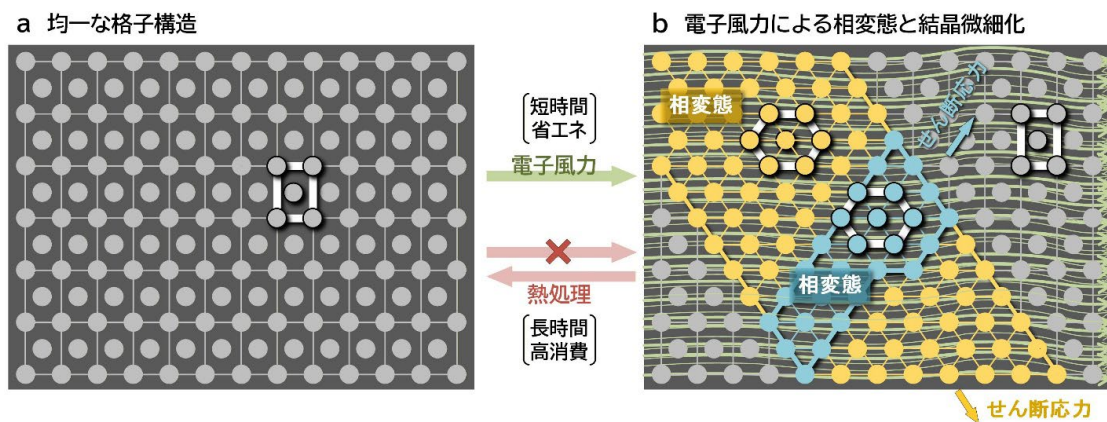 a 均一な格子構造
b 電子風力による相変態と結晶微細化
短時間
省エネ
電子風力
熱処理
長時間
高消費
相変態
せん断応力
相変態
せん断応力